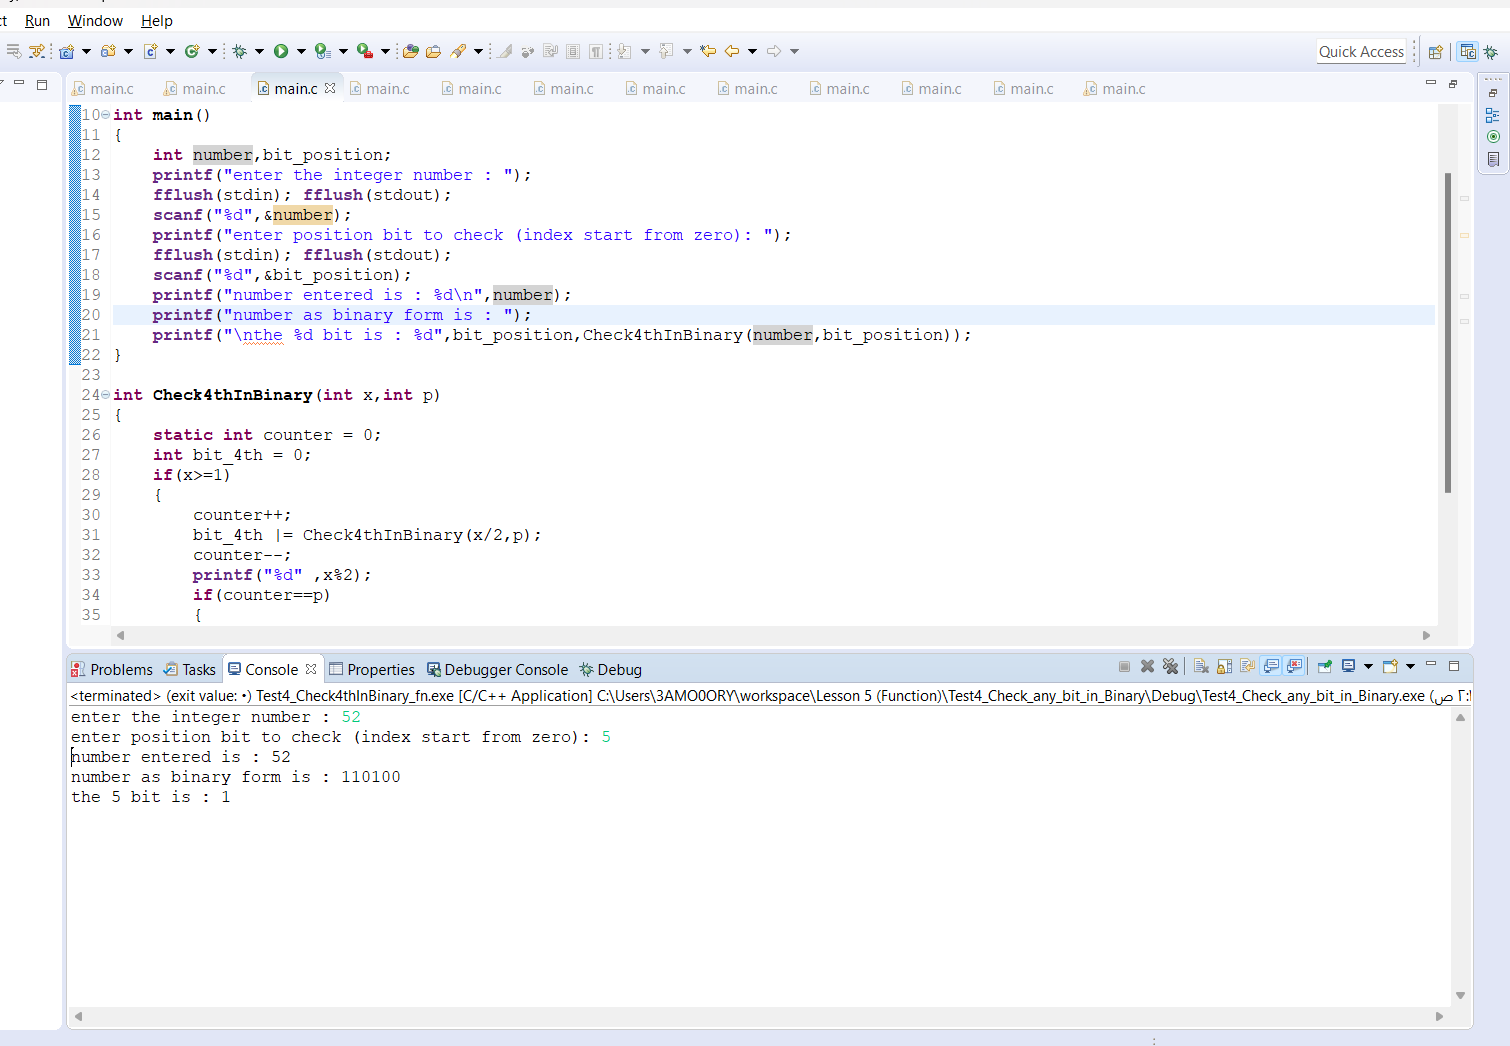 Run Window Help
Quick Access
main.c main.c main.c main.c main.c main.c main.c main.c main.c main.c main.c main.c
10 int main()
11 {
12 int number,bit_position;
13 printf("enter the integer number : ");
14 fflush(stdin); fflush(stdout);
15 scanf("%d",&number);
16 printf("enter position bit to check (index start from zero): ");
17 fflush(stdin); fflush(stdout);
18 scanf("%d",&bit_position);
19 printf("number entered is : %d\n",number);
20 printf("number as binary form is : ");
21 printf("\nthe %d bit is : %d",bit_position,Check4thInBinary(number,bit_position));
22 }
23
24 int Check4thInBinary(int x,int p)
25 {
26 static int counter = 0;
27 int bit_4th = 0;
28 if(x>=1)
29 {
30 counter++;
31 bit_4th |= Check4thInBinary(x/2,p);
32 counter--;
33 printf("%d" ,x%2);
34 if(counter==p)
35 {
Problems Tasks Console Properties Debugger Console Debug
<terminated> (exit value: •) Test4_Check4thInBinary_fn.exe [C/C++ Application] C:\Users\3AMO0ORY\workspace\Lesson 5 (Function)\Test4_Check_any_bit_in_Binary\Debug\Test4_Check_any_bit_in_Binary.exe
enter the integer number : 52
enter position bit to check (index start from zero): 5
number entered is : 52
number as binary form is : 110100
the 5 bit is : 1